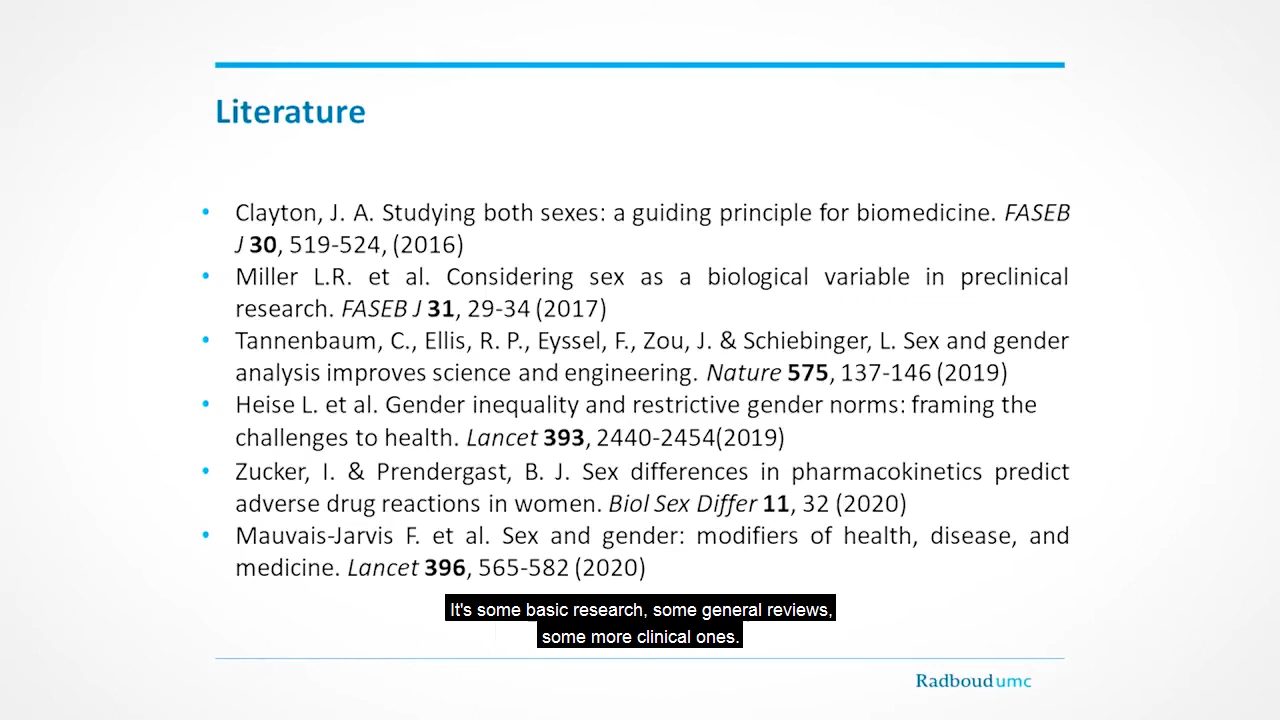 Literature
• Clayton, J. A. Studying both sexes: a guiding principle for biomedicine. FASEB
J 30, 519-524, (2016)
• Miller L.R. et al. Considering sex as a biological variable in preclinical
research. FASEB J 31, 29-34 (2017)
• Tannenbaum, C., Ellis, R. P., Eyssel, F., Zou, J. & Schiebinger, L. Sex and gender
analysis improves science and engineering. Nature 575, 137-146 (2019)
• Heise L. et al. Gender inequality and restrictive gender norms: framing the
challenges to health. Lancet 393, 2440-2454(2019)
• Zucker, I. & Prendergast, B. J. Sex differences in pharmacokinetics predict
adverse drug reactions in women. Biol Sex Differ 11, 32 (2020)
• Mauvais-Jarvis F. et al. Sex and gender: modifiers of health, disease, and
medicine. Lancet 396, 565-582 (2020)
It's some basic research, some general reviews,
some more clinical ones.
Radboudumc